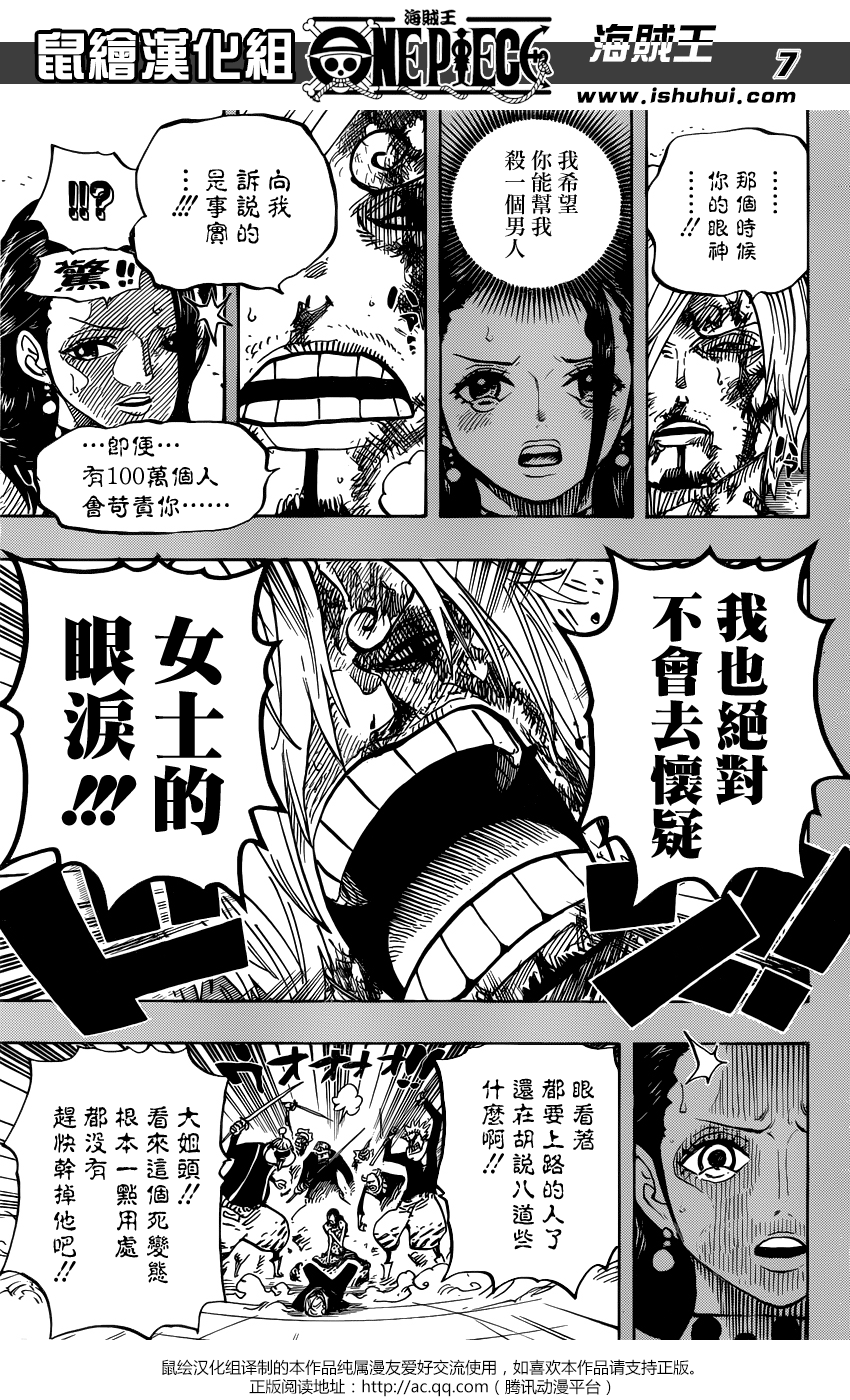 鼠繪漢化組
海賊王
ONE PIECE
海賊王
7
www.ishuhui.com
……
那個時候
你的眼神
……!!
我希望
你能幫我
殺一個男人
向我
訴說的
是事實
……!!!
!!?
驚!!
…即便…
有100萬個人
會苛責你……
我也絕對
不會去懷疑
女士的
眼淚!!!
ドン!!
眼看著
都要上路的人了
還在胡說八道些
什麼啊!!
ウオオオオ!!!
大姐頭!!
看來這個死變態
根本一點用處
都沒有
趕快幹掉他吧!!
鼠绘汉化组译制的本作品纯属漫友爱好交流使用，如喜欢本作品请支持正版。
正版阅读地址：http://ac.qq.com（腾讯动漫平台）